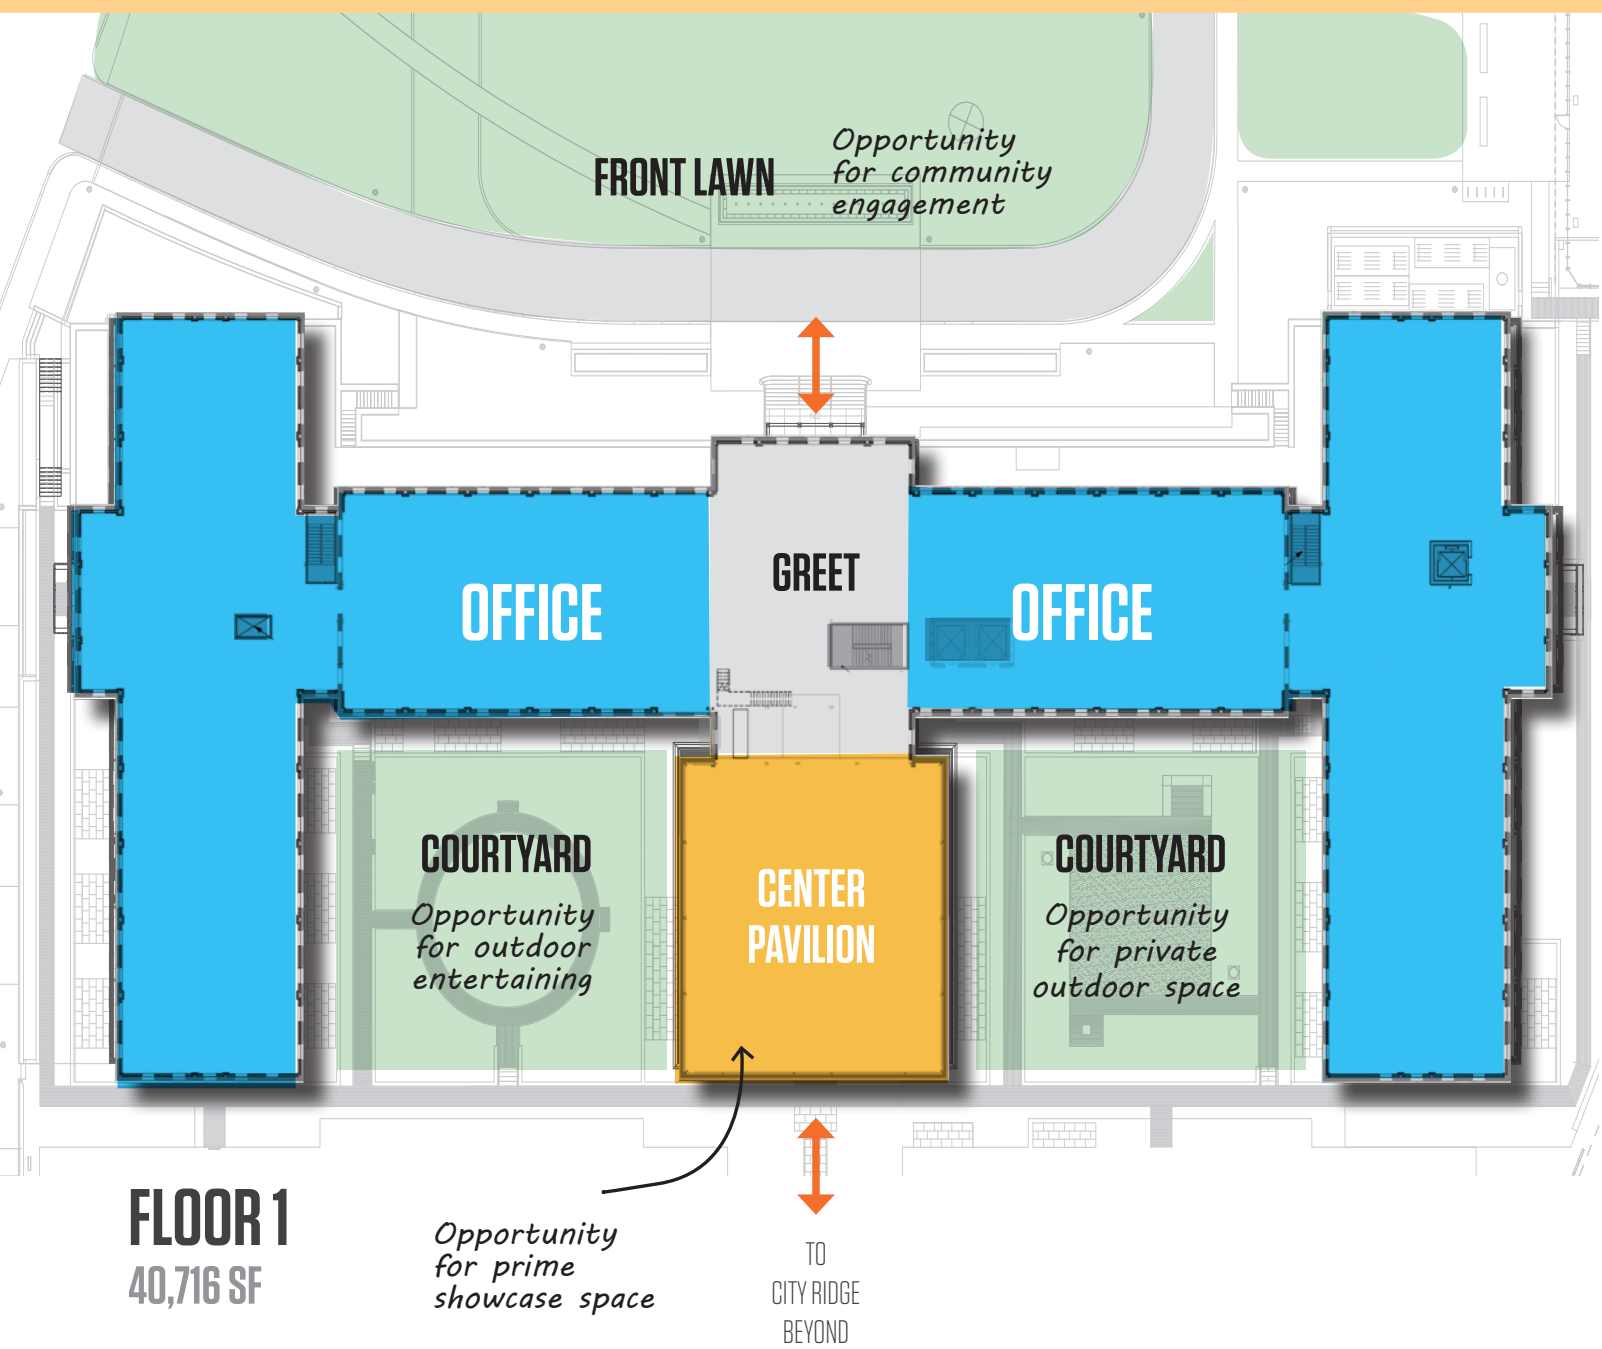 FRONT LAWN
Opportunity
for community
engagement
GREET
OFFICE
OFFICE
COURTYARD
Opportunity
for outdoor
entertaining
CENTER
PAVILION
COURTYARD
Opportunity
for private
outdoor space
FLOOR 1
40,716 SF
Opportunity
for prime
showcase space
TO
CITY RIDGE
BEYOND